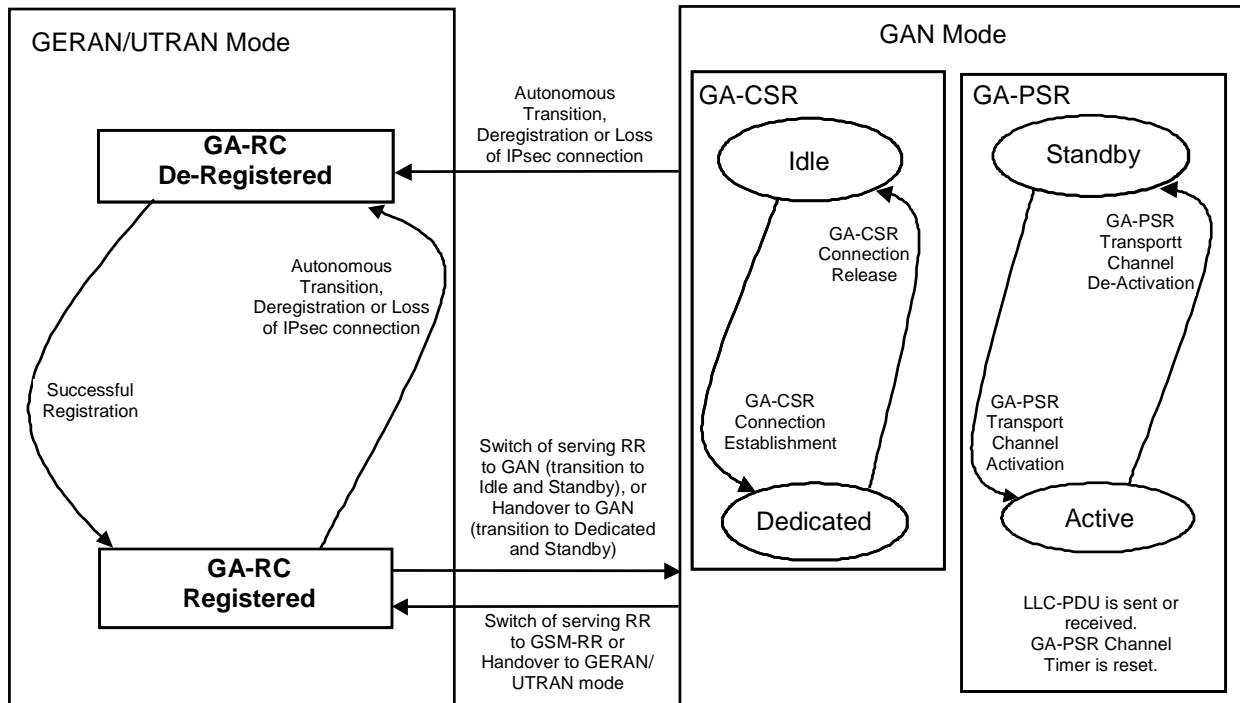 GERAN/UTRAN Mode
GA-RC
De-Registered
Autonomous
Transition,
Deregistration or Loss
of IPsec connection
Successful
Registration
GA-RC
Registered
Autonomous
Transition,
Deregistration or Loss
of IPsec connection
Switch of serving RR
to GAN (transition to
Idle and Standby), or
Handover to GAN
(transition to Dedicated
and Standby)
Switch of serving RR
to GSM-RR or
Handover to GERAN/
UTRAN mode
GAN Mode
GA-CSR
Idle
GA-CSR
Connection
Release
GA-CSR
Connection
Establishment
Dedicated
GA-PSR
Standby
GA-PSR
Transportt
Channel
De-Activation
GA-PSR
Transport
Channel
Activation
Active
LLC-PDU is sent or
received.
GA-PSR Channel
Timer is reset.